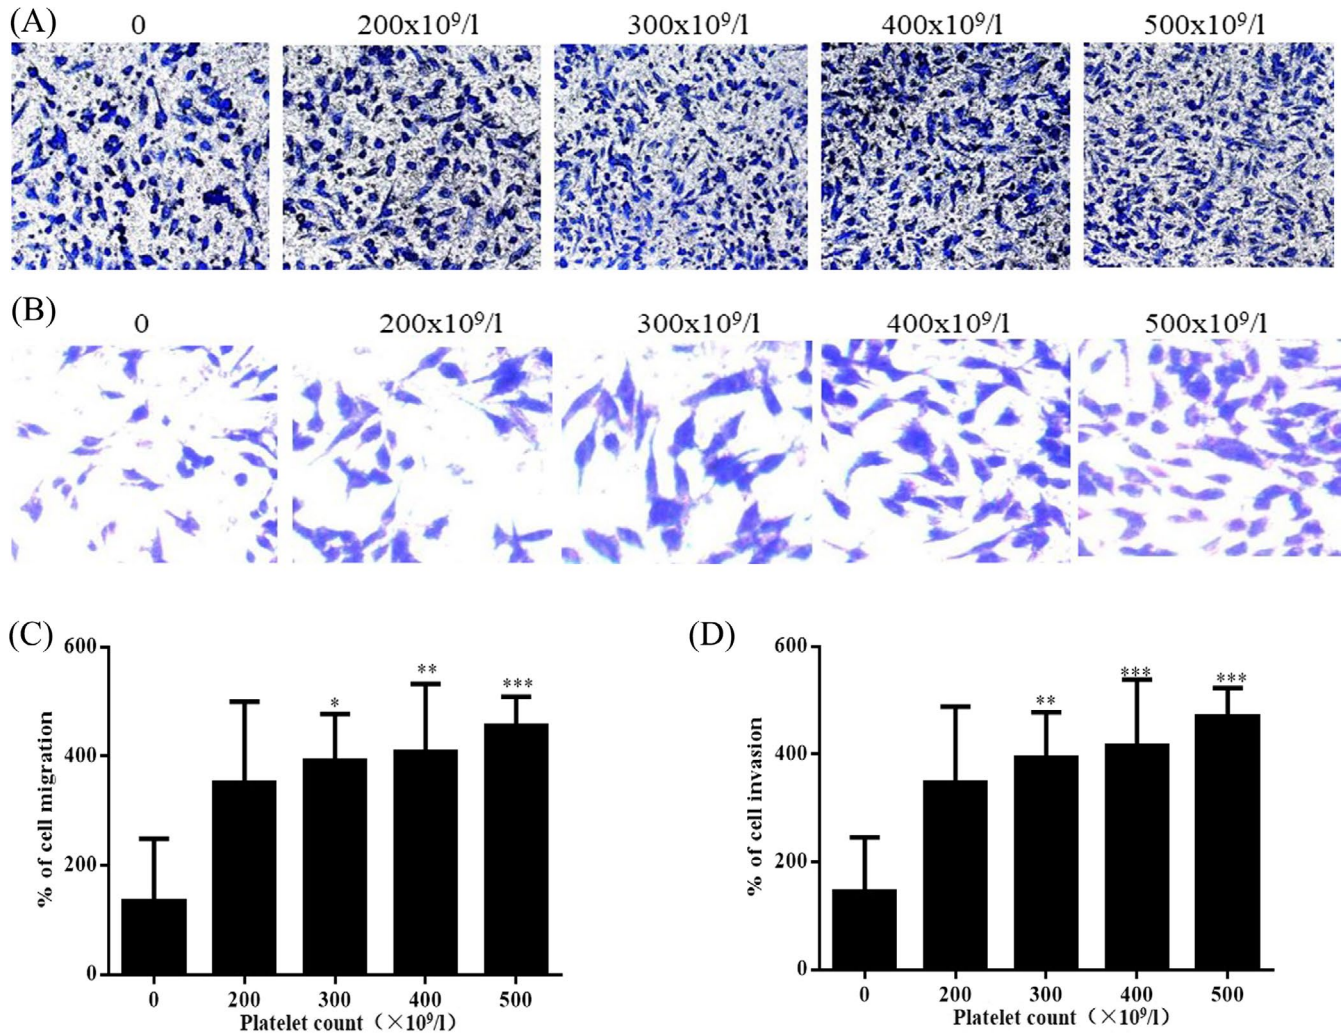 (A) 0 200x10⁹/l 300x10⁹/l 400x10⁹/l 500x10⁹/l
(B) 0 200x10⁹/l 300x10⁹/l 400x10⁹/l 500x10⁹/l
(C)
% of cell migration
600
400
200
0
*
**
***
0 200 300 400 500
Platelet count（×10⁹/l）
(D)
% of cell invasion
600
400
200
0
**
***
***
0 200 300 400 500
Platelet count（×10⁹/l）